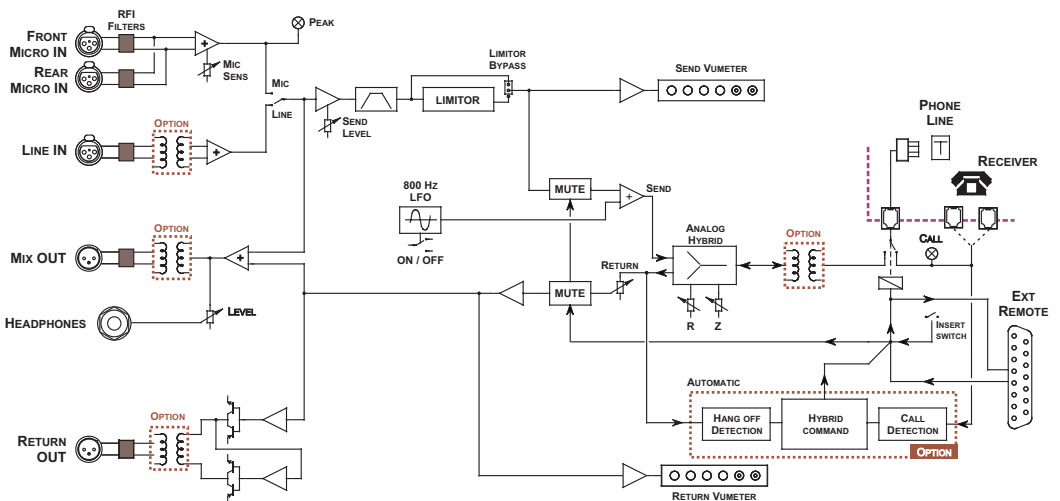 RFI
FILTERS
FRONT
MICRO IN
PEAK
REAR
MICRO IN
MIC
SENS
MIC
LINE
LIMITOR
BYPASS
LIMITOR
SEND
LEVEL
SEND VUMETER
OPTION
LINE IN
PHONE
LINE
T
RECEIVER
800 Hz
LFO
ON / OFF
MUTE
SEND
ANALOG
HYBRID
OPTION
CALL
OPTION
MIX OUT
RETURN
MUTE
R
Z
LEVEL
HEADPHONES
INSERT
SWITCH
EXT
REMOTE
AUTOMATIC
HANG OFF
DETECTION
HYBRID
COMMAND
CALL
DETECTION
OPTION
OPTION
RETURN
OUT
RETURN VUMETER